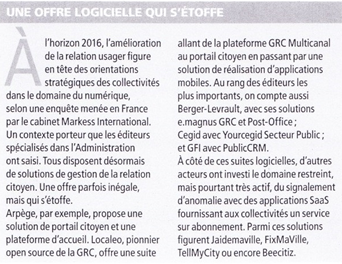 UNE OFFRE LOGICIELLE QUI S'ÉTOFFE
À l'horizon 2016, l'amélioration
de la relation usager figure
en tête des orientations
stratégiques des collectivités
dans le domaine du numérique,
selon une enquête menée en France
par le cabinet Markess International.
Un contexte porteur que les éditeurs
spécialisés dans l'Administration
ont saisi. Tous disposent désormais
de solutions de gestion de la relation
citoyen. Une offre parfois inégale,
mais qui s'étoffe.
Arpège, par exemple, propose une
solution de portail citoyen et une
plateforme d'accueil. Localeo, pionnier
open source de la GRC, offre une suite
allant de la plateforme GRC Multicanal
au portail citoyen en passant par une
solution de réalisation d'applications
mobiles. Au rang des éditeurs les
plus importants, on compte aussi
Berger-Levrault, avec ses solutions
e.magnus GRC et Post-Office ;
Cegid avec Yourcegid Secteur Public ;
et GFI avec PublicCRM.
À côté de ces suites logicielles, d'autres
acteurs ont investi le domaine restreint,
mais pourtant très actif, du signalement
d'anomalie avec des applications SaaS
fournissant aux collectivités un service
sur abonnement. Parmi ces solutions
figurent Jaidemaville, FixMaVille,
TellMyCity ou encore Beecitiz.